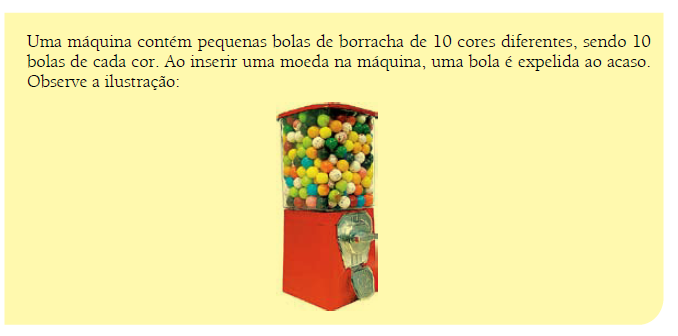 Uma máquina contém pequenas bolas de borracha de 10 cores diferentes, sendo 10
bolas de cada cor. Ao inserir uma moeda na máquina, uma bola é expelida ao acaso.
Observe a ilustração: